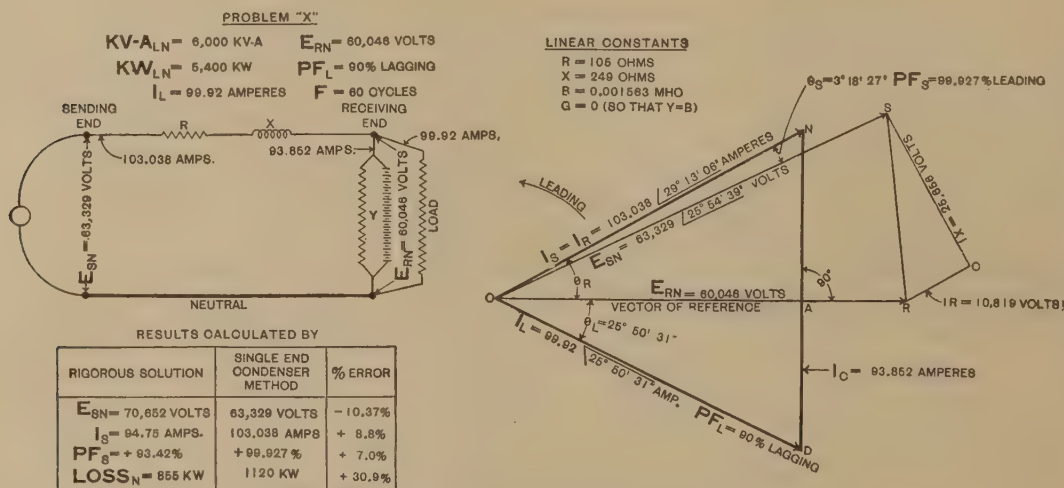 PROBLEM "X"
KV-A_LN = 6,000 KV-A E_RN = 60,046 VOLTS
KW_LN = 5,400 KW PF_L = 90% LAGGING
I_L = 99.92 AMPERES F = 60 CYCLES
SENDING END
RECEIVING END
R
X
99.92 AMPS.
103.038 AMPS.
93.852 AMPS.
E_SN = 63,329 VOLTS
Y
E_RN = 60,046 VOLTS
LOAD
NEUTRAL
RESULTS CALCULATED BY
RIGOROUS SOLUTION
SINGLE END CONDENSER METHOD
% ERROR
E_SN = 70,652 VOLTS 63,329 VOLTS - 10.37%
I_S = 94.75 AMPS. 103.038 AMPS + 8.8%
PF_S = + 93.42% + 99.927% + 7.0%
LOSS_N = 855 KW 1120 KW + 30.9%
LINEAR CONSTANTS
R = 105 OHMS
X = 249 OHMS
B = 0.001563 MHO
G = 0 (SO THAT Y=B)
θ_S = 3° 18' 27" PF_S = 99.927% LEADING
N
S
LEADING
I_S = I_R = 103.038 /29° 13' 06" AMPERES
E_SN = 63,329 /25° 54' 39" VOLTS
IX = 25,656 VOLTS
90°
O
θ_R
E_RN = 60,046 VOLTS
VECTOR OF REFERENCE
A
R
O
IR = 10,819 VOLTS
θ_L = 25° 50' 31"
I_L = 99.92 /25° 50' 31" AMP.
PF_L = 90% LAGGING
I_C = 93.852 AMPERES
D